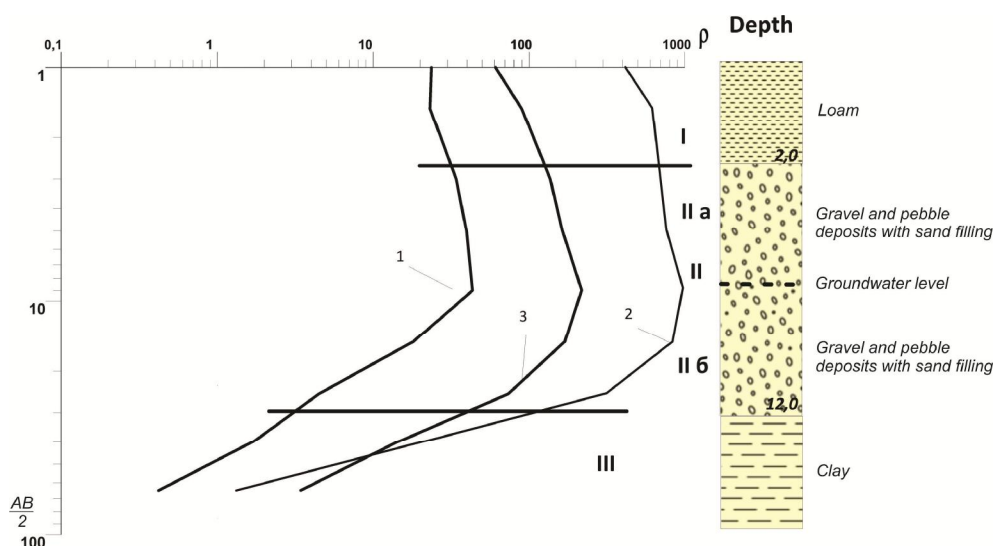 0,1
1
10
100
1000
ρ
Depth
1
Loam
I
2,0
II a
Gravel and pebble
deposits with sand filling
1
II
Groundwater level
10
3
2
II б
Gravel and pebble
deposits with sand filling
12,0
III
Clay
AB
2
100